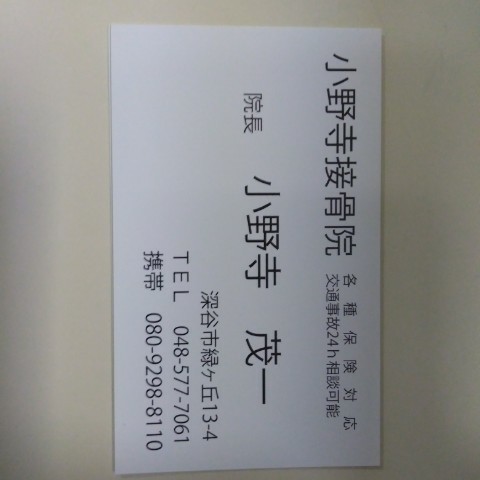 小野寺接骨院
各種保険対応
交通事故24h相談可能
院長 小野寺 茂一
深谷市緑ヶ丘13-4
TEL 048-577-7061
携帯 080-9298-8110